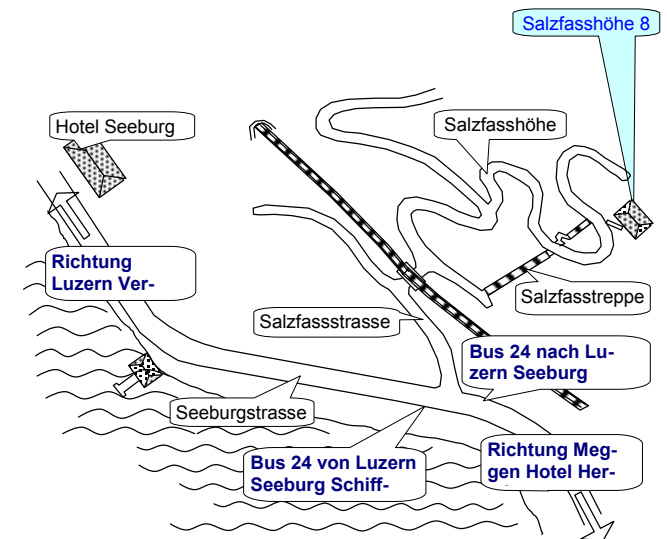 Salzfasshöhe 8
Hotel Seeburg
Salzfasshöhe
Richtung
Luzern Ver-
Salzfasstreppe
Salzfassstrasse
Bus 24 nach Lu-
zern Seeburg
Seeburgstrasse
Bus 24 von Luzern
Seeburg Schiff-
Richtung Meg-
gen Hotel Her-